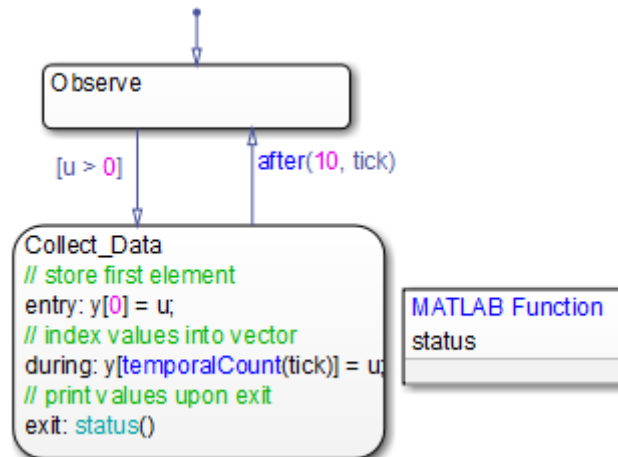 Observe
[u > 0]
after(10, tick)
Collect_Data
// store first element
entry: y[0] = u;
// index values into vector
during: y[temporalCount(tick)] = u;
// print values upon exit
exit: status()
MATLAB Function
status